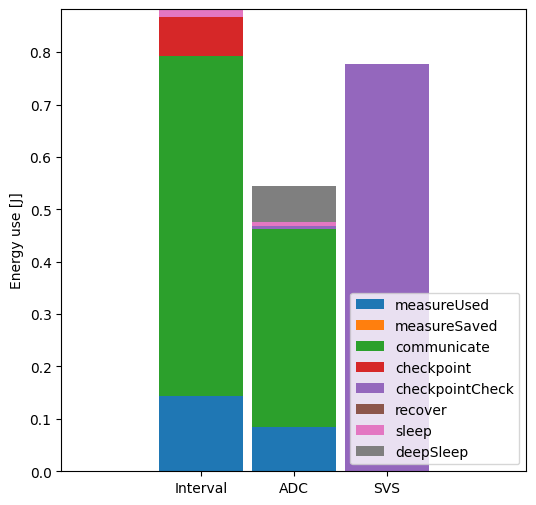 Energy use [J]
0.8
0.7
0.6
0.5
0.4
0.3
0.2
0.1
0.0
Interval
ADC
SVS
measureUsed
measureSaved
communicate
checkpoint
checkpointCheck
recover
sleep
deepSleep